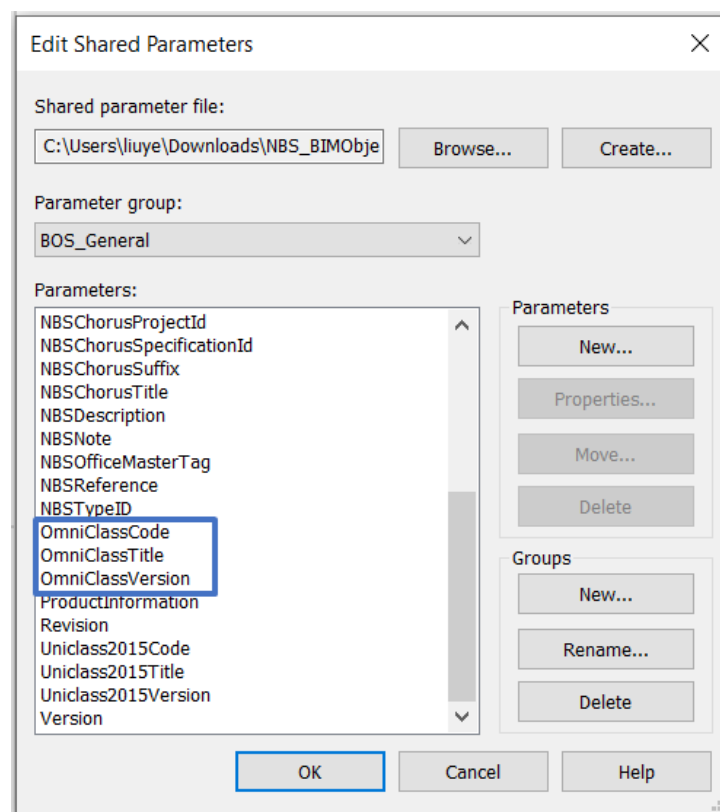 Edit Shared Parameters
Shared parameter file:
C:\Users\liuye\Downloads\NBS_BIMObje
Browse...
Create...
Parameter group:
BOS_General
Parameters:
NBSChorusProjectId
NBSChorusSpecificationId
NBSChorusSuffix
NBSChorusTitle
NBSDescription
NBSNote
NBSOfficeMasterTag
NBSReference
NBSTypeID
OmniClassCode
OmniClassTitle
OmniClassVersion
ProductInformation
Revision
Uniclass2015Code
Uniclass2015Title
Uniclass2015Version
Version
Parameters
New...
Properties...
Move...
Delete
Groups
New...
Rename...
Delete
OK
Cancel
Help